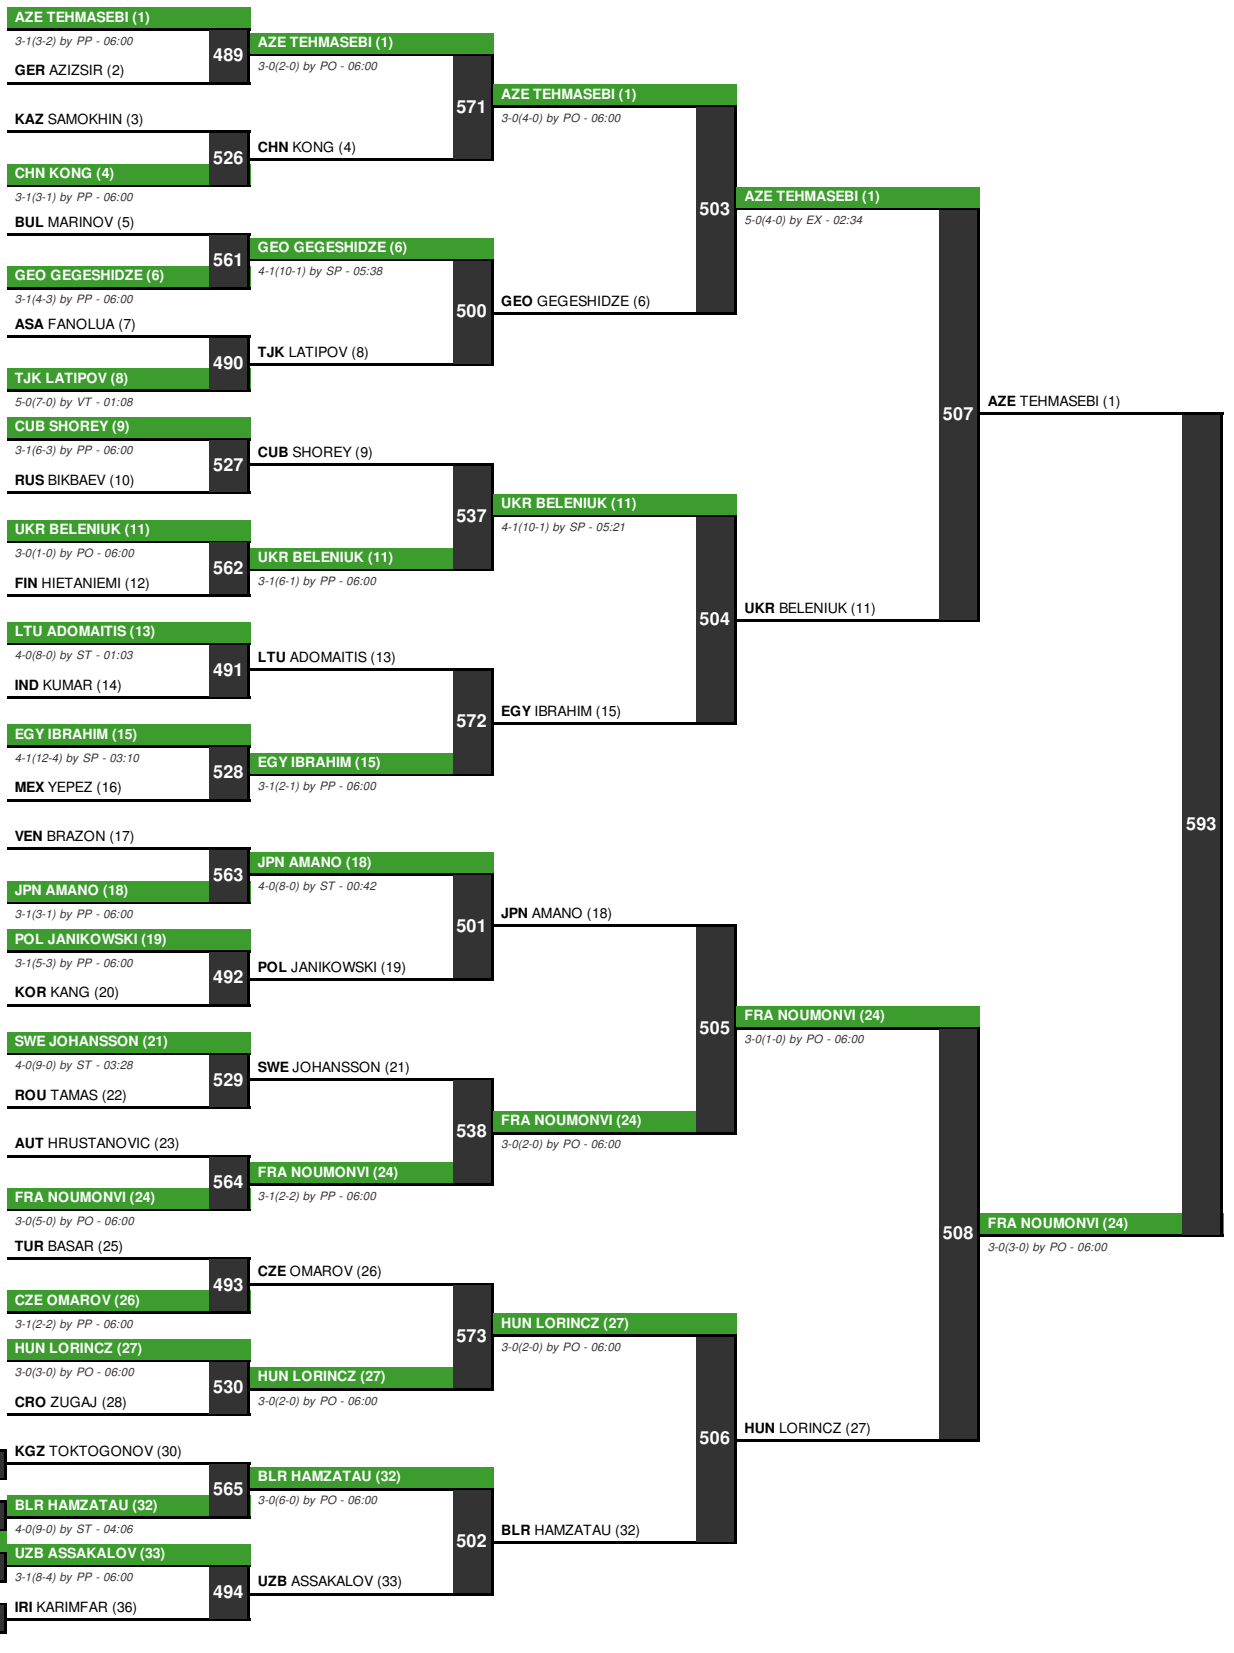 AZE TEHMASEBI (1)
3-1(3-2) by PP - 06:00
GER AZIZSIR (2)
489
KAZ SAMOKHIN (3)
526
CHN KONG (4)
3-1(3-1) by PP - 06:00
BUL MARINOV (5)
561
GEO GEGESHIDZE (6)
3-1(4-3) by PP - 06:00
ASA FANOLUA (7)
490
TJK LATIPOV (8)
5-0(7-0) by VT - 01:08
CUB SHOREY (9)
3-1(6-3) by PP - 06:00
527
RUS BIKBAEV (10)
UKR BELENIUK (11)
3-0(1-0) by PO - 06:00
562
FIN HIETANIEMI (12)
LTU ADOMAITIS (13)
4-0(8-0) by ST - 01:03
491
IND KUMAR (14)
EGY IBRAHIM (15)
4-1(12-4) by SP - 03:10
528
MEX YEPEZ (16)
VEN BRAZON (17)
563
JPN AMANO (18)
3-1(3-1) by PP - 06:00
POL JANIKOWSKI (19)
3-1(5-3) by PP - 06:00
492
KOR KANG (20)
SWE JOHANSSON (21)
4-0(9-0) by ST - 03:28
529
ROU TAMAS (22)
AUT HRUSTANOVIC (23)
564
FRA NOUMONVI (24)
3-0(5-0) by PO - 06:00
TUR BASAR (25)
493
CZE OMAROV (26)
3-1(2-2) by PP - 06:00
HUN LORINCZ (27)
3-0(3-0) by PO - 06:00
530
CRO ZUGAJ (28)
KGZ TOKTOGONOV (30)
565
BLR HAMZATAU (32)
4-0(9-0) by ST - 04:06
UZB ASSAKALOV (33)
3-1(8-4) by PP - 06:00
494
IRI KARIMFAR (36)
AZE TEHMASEBI (1)
3-0(2-0) by PO - 06:00
571
CHN KONG (4)
GEO GEGESHIDZE (6)
4-1(10-1) by SP - 05:38
500
TJK LATIPOV (8)
CUB SHOREY (9)
537
UKR BELENIUK (11)
3-1(6-1) by PP - 06:00
LTU ADOMAITIS (13)
572
EGY IBRAHIM (15)
3-1(2-1) by PP - 06:00
JPN AMANO (18)
4-0(8-0) by ST - 00:42
501
POL JANIKOWSKI (19)
SWE JOHANSSON (21)
538
FRA NOUMONVI (24)
3-1(2-2) by PP - 06:00
CZE OMAROV (26)
573
HUN LORINCZ (27)
3-0(2-0) by PO - 06:00
BLR HAMZATAU (32)
3-0(6-0) by PO - 06:00
502
UZB ASSAKALOV (33)
AZE TEHMASEBI (1)
3-0(4-0) by PO - 06:00
503
GEO GEGESHIDZE (6)
UKR BELENIUK (11)
4-1(10-1) by SP - 05:21
504
EGY IBRAHIM (15)
JPN AMANO (18)
505
FRA NOUMONVI (24)
3-0(2-0) by PO - 06:00
HUN LORINCZ (27)
3-0(2-0) by PO - 06:00
506
BLR HAMZATAU (32)
AZE TEHMASEBI (1)
5-0(4-0) by EX - 02:34
507
UKR BELENIUK (11)
FRA NOUMONVI (24)
3-0(1-0) by PO - 06:00
508
HUN LORINCZ (27)
AZE TEHMASEBI (1)
593
FRA NOUMONVI (24)
3-0(3-0) by PO - 06:00